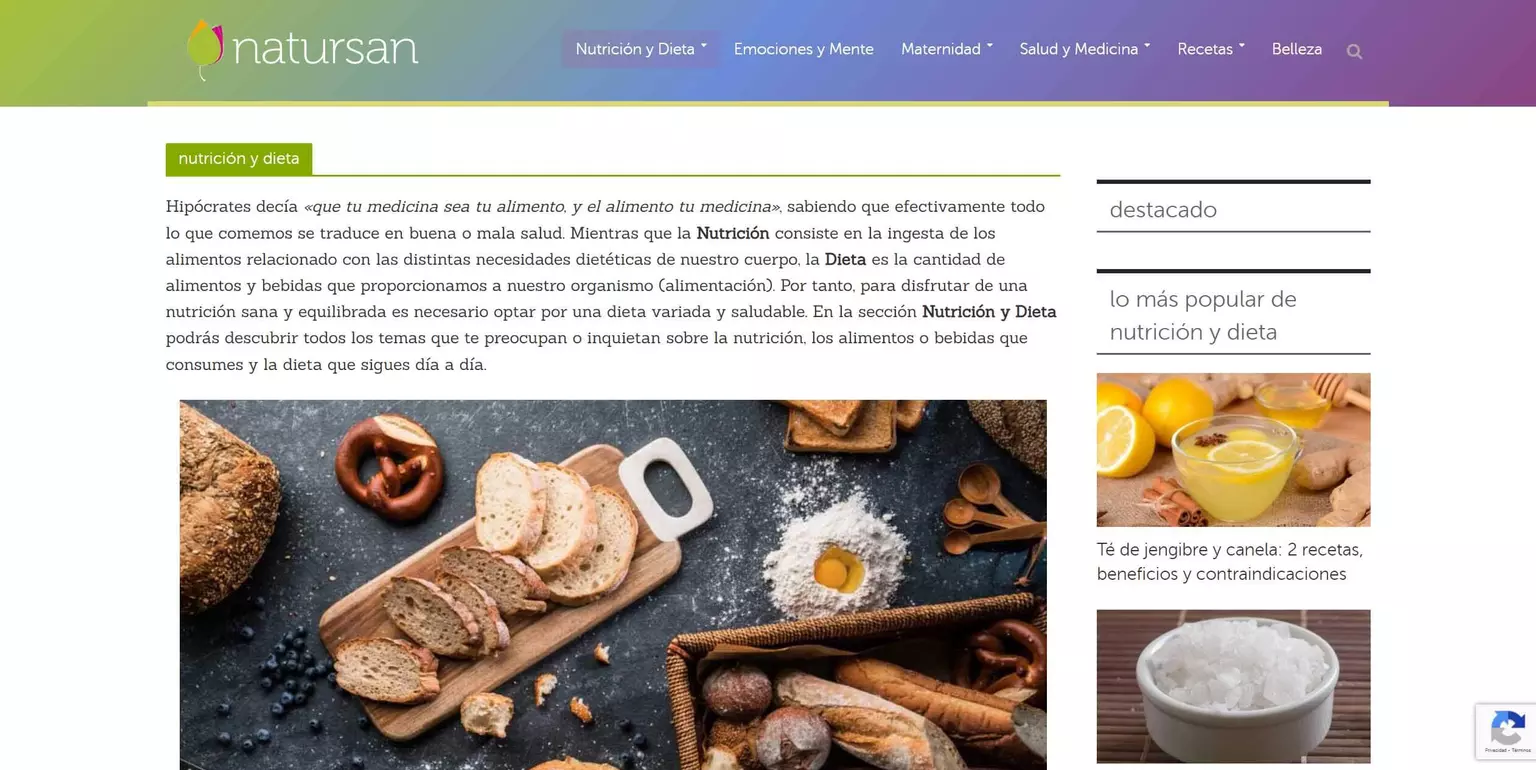 natursan
Nutrición y Dieta
Emociones y Mente
Maternidad
Salud y Medicina
Recetas
Belleza
nutrición y dieta
Hipócrates decía «que tu medicina sea tu alimento, y el alimento tu medicina», sabiendo que efectivamente todo
lo que comemos se traduce en buena o mala salud. Mientras que la Nutrición consiste en la ingesta de los
alimentos relacionado con las distintas necesidades dietéticas de nuestro cuerpo, la Dieta es la cantidad de
alimentos y bebidas que proporcionamos a nuestro organismo (alimentación). Por tanto, para disfrutar de una
nutrición sana y equilibrada es necesario optar por una dieta variada y saludable. En la sección Nutrición y Dieta
podrás descubrir todos los temas que te preocupan o inquietan sobre la nutrición, los alimentos o bebidas que
consumes y la dieta que sigues día a día.
destacado
lo más popular de
nutrición y dieta
Té de jengibre y canela: 2 recetas,
beneficios y contraindicaciones
Privacidad - Términos